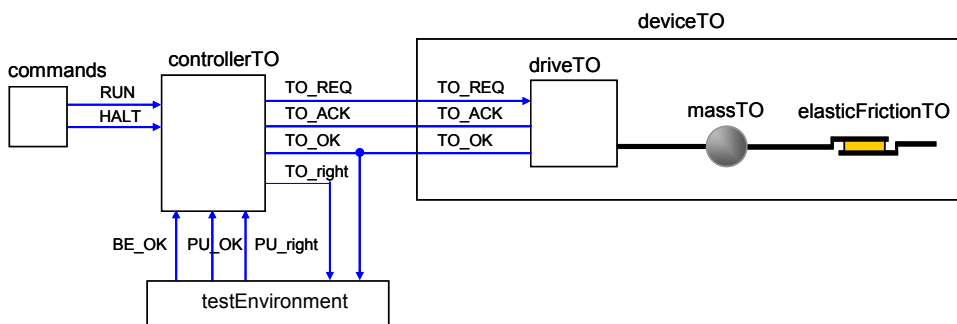 deviceTO
controllerTO
driveTO
commands
RUN
HALT
TO_REQ
TO_REQ
TO_ACK
TO_ACK
TO_OK
TO_OK
TO_right
massTO
elasticFrictionTO
BE_OK
PU_OK
PU_right
testEnvironment